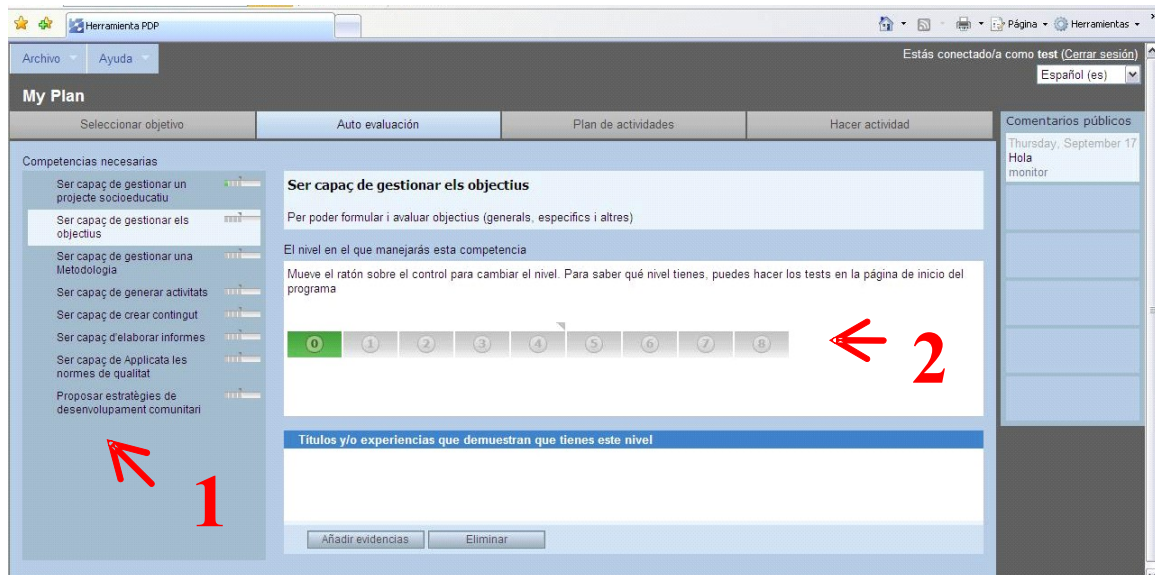 Herramienta PDP
Página
Herramientas
Archivo
Ayuda
Estás conectado/a como test (Cerrar sesión)
Español (es)
My Plan
Seleccionar objetivo
Auto evaluación
Plan de actividades
Hacer actividad
Comentarios públicos
Thursday, September 17
Hola
monitor
Competencias necesarias
Ser capaç de gestionar un
projecte socioeducatiu
Ser capaç de gestionar els
objectius
Ser capaç de gestionar una
Metodologia
Ser capaç de generar activitats
Ser capaç de crear contingut
Ser capaç d'elaborar informes
Ser capaç de Applicata les
normes de qualitat
Proposar estratègies de
desenvolupament comunitari
1
Ser capaç de gestionar els objectius
Per poder formular i avaluar objectius (generals, especifics i altres)
El nivel en el que manejarás esta competencia
Mueve el ratón sobre el control para cambiar el nivel. Para saber qué nivel tienes, puedes hacer los tests en la página de inicio del
programa
0 1 2 3 4 5 6 7 8
2
Títulos y/o experiencias que demuestran que tienes este nivel
Añadir evidencias
Eliminar